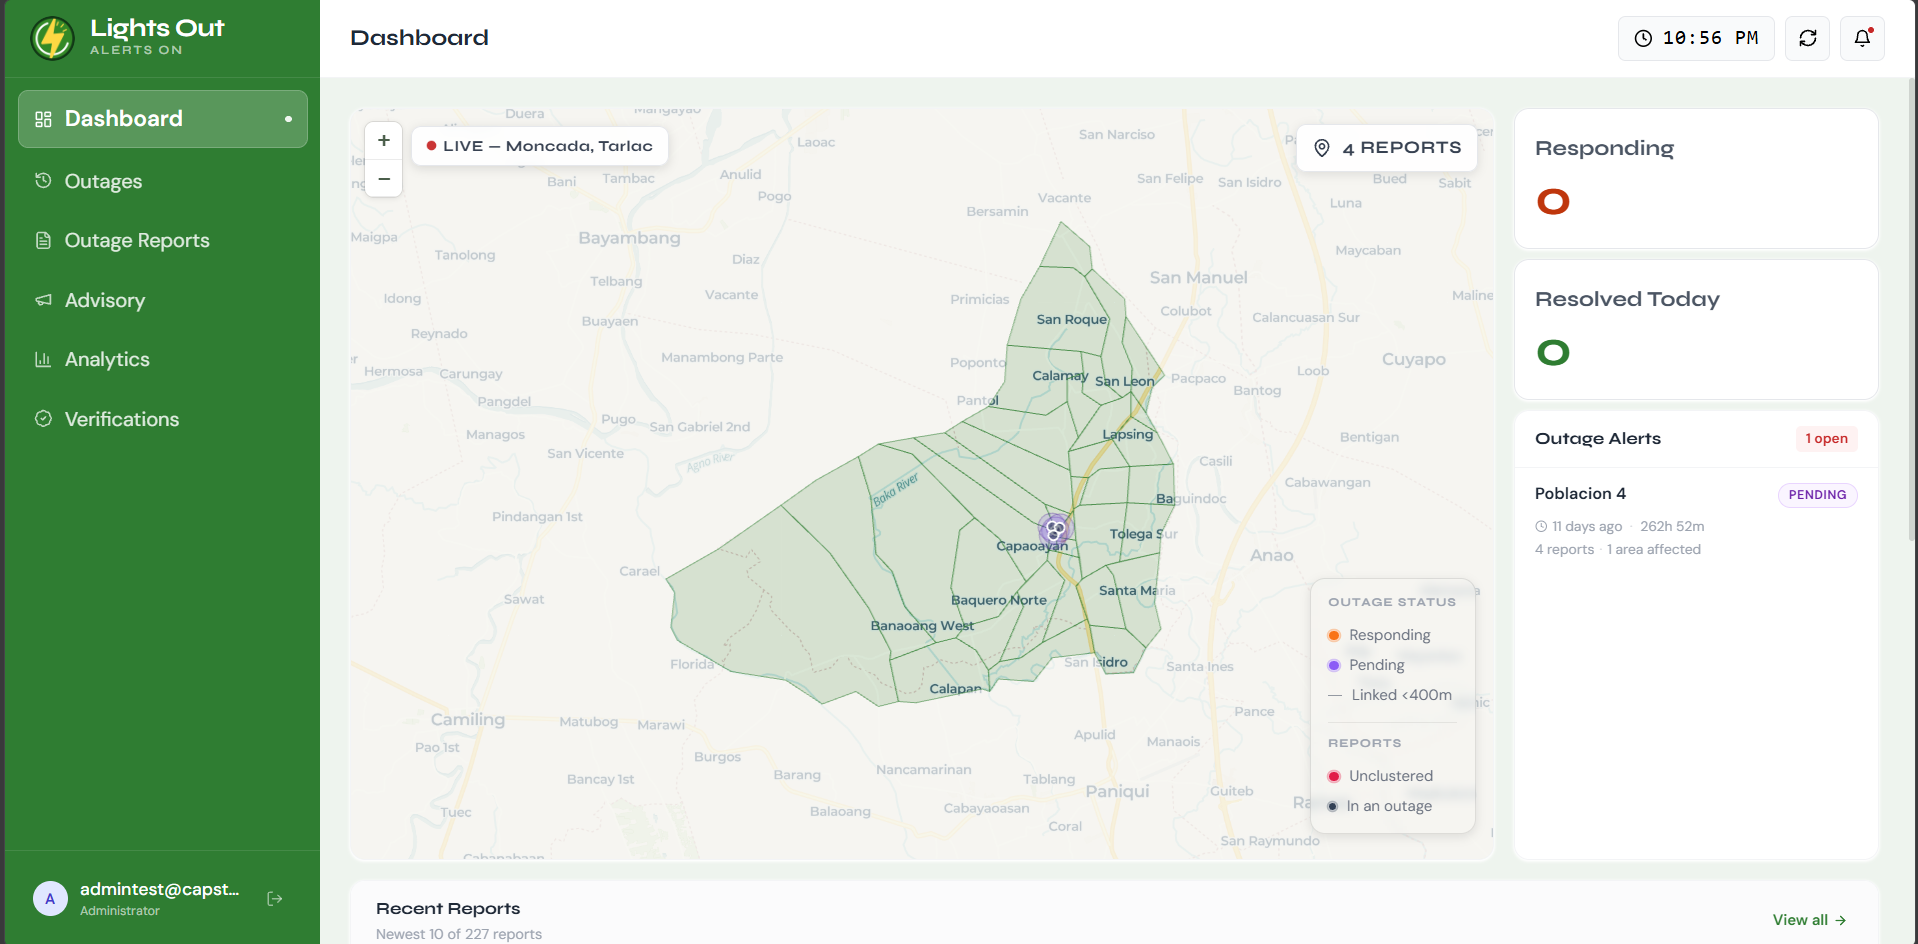 Lights Out
ALERTS ON
Dashboard
Outages
Outage Reports
Advisory
Analytics
Verifications
A
admintest@capst...
Administrator
Dashboard
10:56 PM
+
−
LIVE — Moncada, Tarlac
4 REPORTS
Duera
Mangayao
Laoac
San Narciso
Bani
Tambac
Anulid
Pogo
San Felipe
San Isidro
Bued
Sabit
Vacante
Luna
Bersamin
Maigpa
Bayambang
Maycaban
Tanolong
Diaz
Telbang
San Manuel
Idong
Vacante
Primicias
Maline
Colubot
Calancuasan Sur
Reynado
Buayaen
San Roque
Manambong Parte
Poponto
Cuyapo
Hermosa
Carungay
Calamay
San Leon
Pacpaco
Loob
Bantog
Pangdel
Pantol
Pugo
San Gabriel 2nd
Managos
Lapsing
Bentigan
San Vicente
Agno River
Casili
Baka River
Cabawangan
Baguindoc
Pindangan 1st
Tolega Sur
Capaoayan
Anao
Carael
Santa Maria
Sawat
Baquero Norte
Banaoang West
Florida
San Isidro
Santa Ines
Calapan
Camiling
Matubog
Marawi
Pance
Pao 1st
Apulid
Manaois
Burgos
Bancay 1st
Barang
Nancamarinan
Tablang
Paniqui
Guiteb
Tuec
Balaoang
Cabayaoasan
Coral
San Raymundo
Cabanabaan
OUTAGE STATUS
Responding
Pending
Linked <400m
REPORTS
Unclustered
In an outage
Responding
0
Resolved Today
0
Outage Alerts
1 open
Poblacion 4
PENDING
11 days ago · 262h 52m
4 reports · 1 area affected
Recent Reports
Newest 10 of 227 reports
View all →